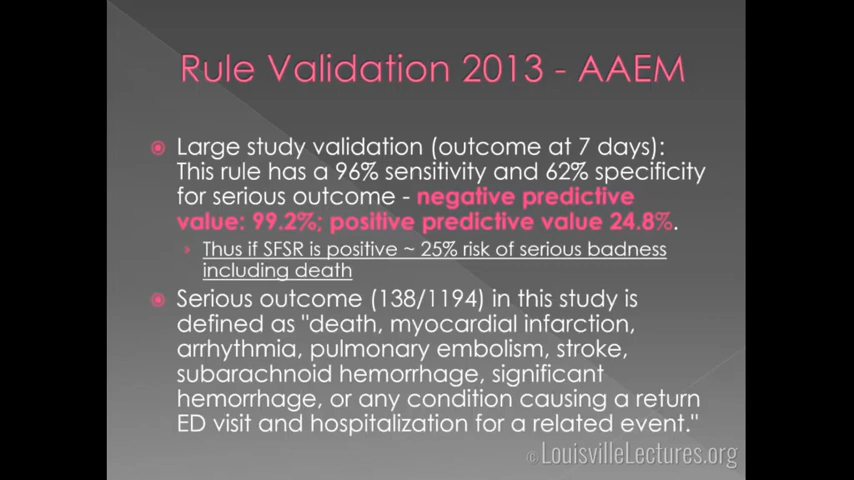 Rule Validation 2013 - AAEM
Large study validation (outcome at 7 days):
This rule has a 96% sensitivity and 62% specificity
for serious outcome - negative predictive
value: 99.2%; positive predictive value 24.8%.
Thus if SFSR is positive ~ 25% risk of serious badness
including death
Serious outcome (138/1194) in this study is
defined as "death, myocardial infarction,
arrhythmia, pulmonary embolism, stroke,
subarachnoid hemorrhage, significant
hemorrhage, or any condition causing a return
ED visit and hospitalization for a related event."
© LouisvilleLectures.org